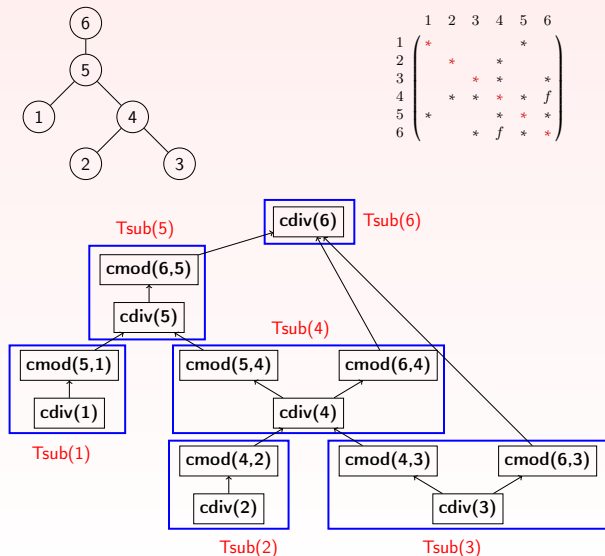 6
5
1
4
2
3
1 2 3 4 5 6
1 * *
2 * *
3 * * *
4 * * * * f
5 * * * *
6 * f * *
Tsub(5)
cdiv(6)
Tsub(6)
cmod(6,5)
cdiv(5)
Tsub(4)
cmod(5,1)
cmod(5,4)
cmod(6,4)
cdiv(1)
cdiv(4)
Tsub(1)
cmod(4,2)
cmod(4,3)
cmod(6,3)
cdiv(2)
cdiv(3)
Tsub(2)
Tsub(3)